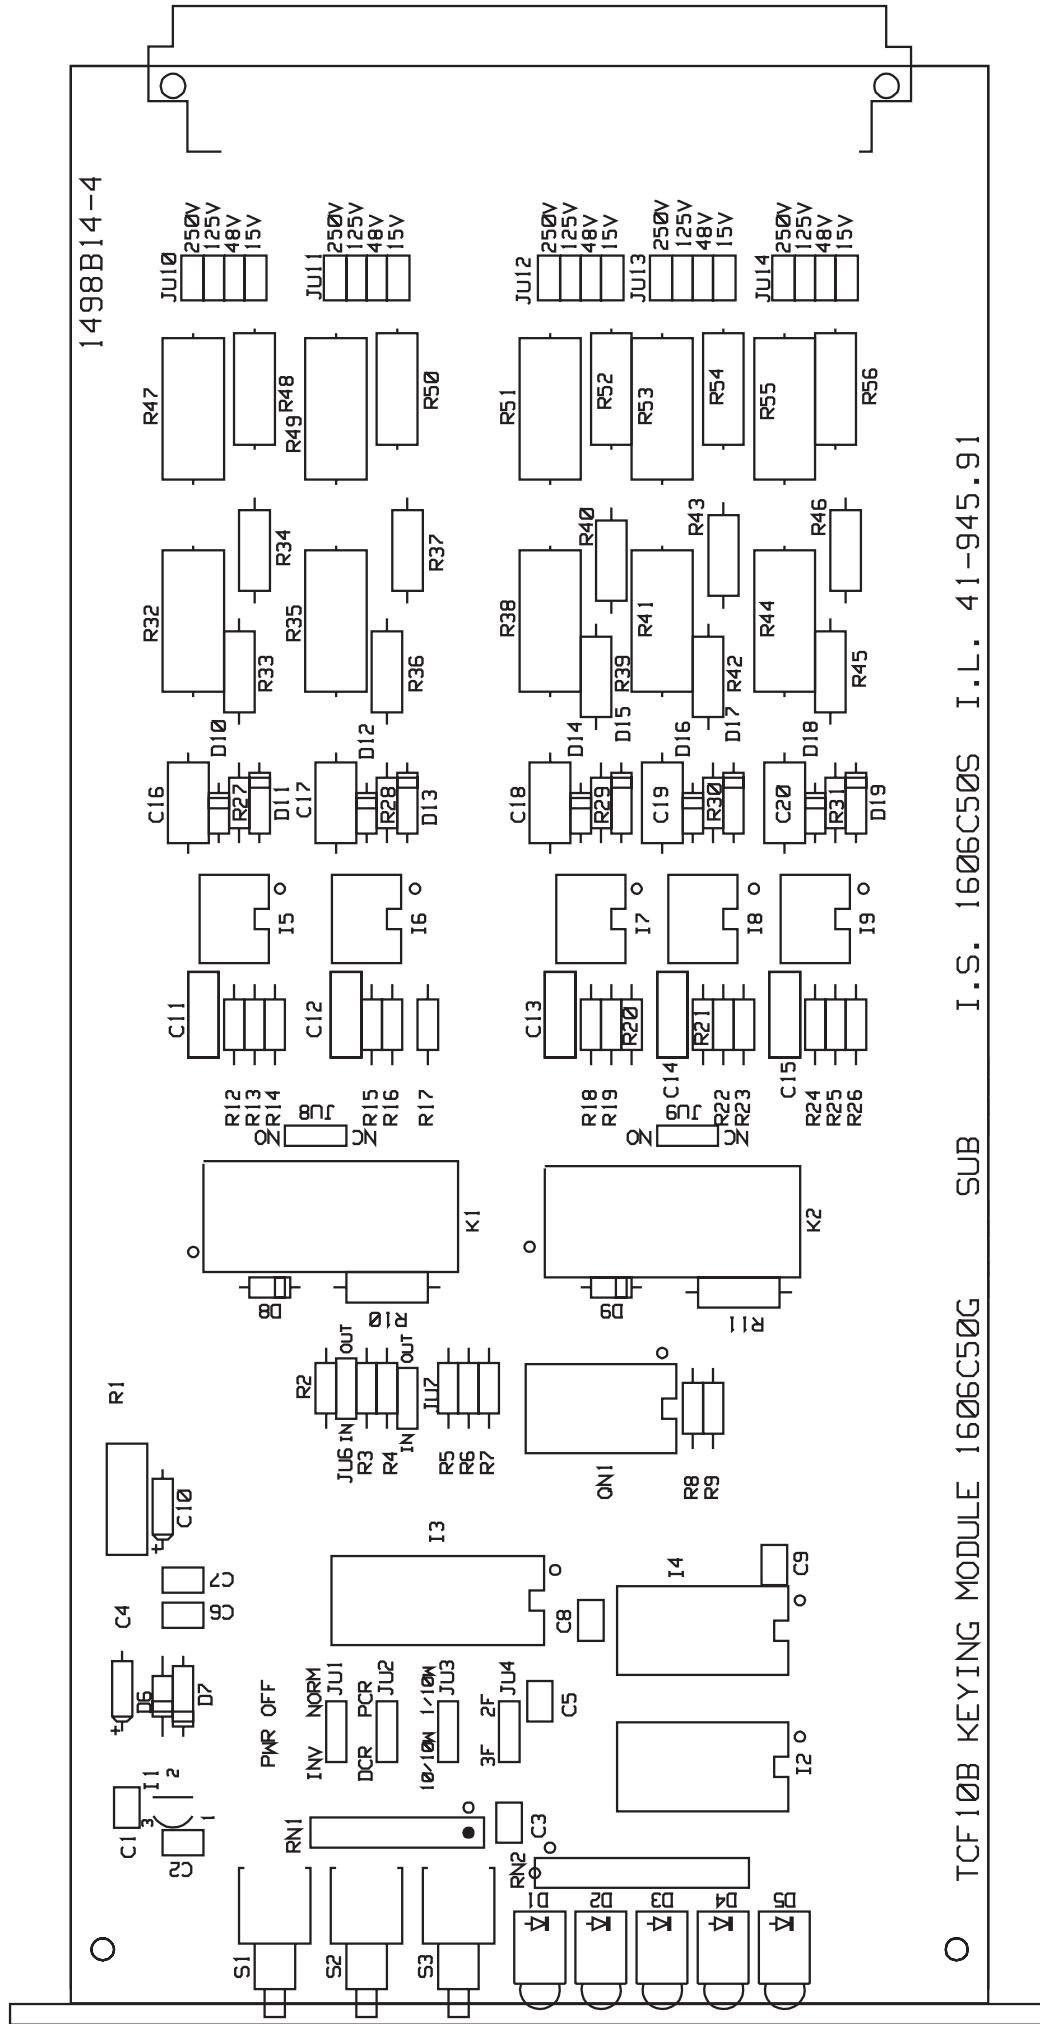 1498B14-4
250V 125V 48V 15V
250V 125V 48V 15V
250V 125V 48V 15V
250V 125V 48V 15V
250V 125V 48V 15V
JU10 JU11 JU12 JU13 JU14
R47 R48 R49 R50 R51 R52 R53 R54 R55 R56
R34 R37 R40 R43 R46
R32 R35 R38 R41 R44
R33 R36 R39 R42 R45
D10 D12 D14 D15 D16 D17 D18
C16 R27 D11 C17 R28 D13 C18 R29 C19 R30 C20 R31 D19
I5 I6 I7 I8 I9
C11 C12 C13 R20 C14 R21 C15
R12 R13 R14 R15 R16 R17 R18 R19 R22 R23 R24 R25 R26
JU8 JU9
NO NC NO NC
K1 K2
D8 R10 D9 R11
OUT OUT
R1 R2 JU7
IN IN
JU6 R3 R4 R5 R6 R7 QN1 R8 R9
C10 +
I3 I4 C9
C7
C4 C6 C8
NORM JU1 PCR JU2 1/10W JU3 2F JU4
D6 D7 PWR OFF C5
+
INV DCR 10/10W 3F
I1 2 I2
3 1
C1 RN1 C3
C2 RN2
D1 D2 D3 D4 D5
S1 S2 S3
TCF10B KEYING MODULE 1606C50G SUB I.S. 1606C50S I.L. 41-945.91